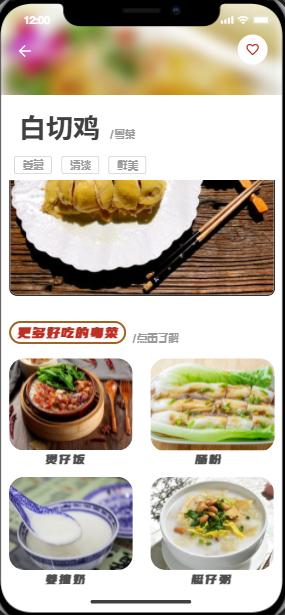 12:00
白切鸡 /粤菜
姜葱 清淡 鲜美
更多好吃的粤菜 /点击了解
煲仔饭 肠粉
姜撞奶 艇仔粥